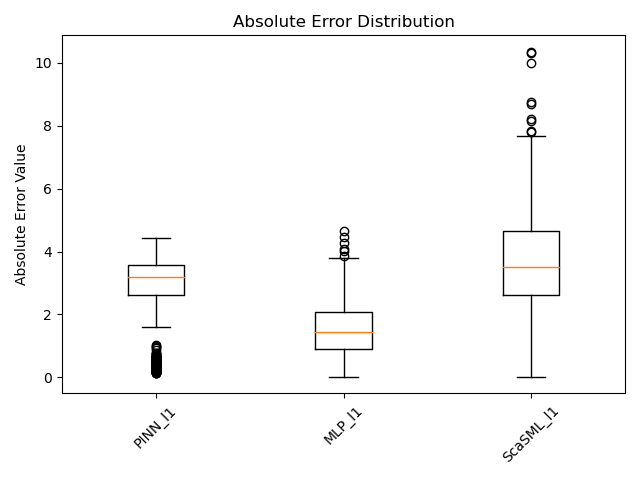 Absolute Error Distribution
Absolute Error Value
10
8
6
4
2
0
PINN_l1
MLP_l1
ScaSML_l1